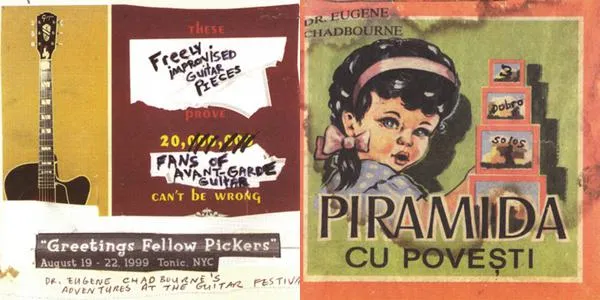 THESE
FREELY
IMPROVISED
GUITAR
PIECES
PROVE
20,000,000
FANS OF
AVANT-GARDE
GUITAR
CAN'T BE WRONG
"Greetings Fellow Pickers"
August 19 - 22, 1999 Tonic, NYC
DR. EUGENE CHADBOURNE'S
ADVENTURES AT THE GUITAR FESTIVA
DR. EUGENE
CHADBOURNE
3
DOBRO
SOLOS
PIRAMIDA
CU POVEȘTI